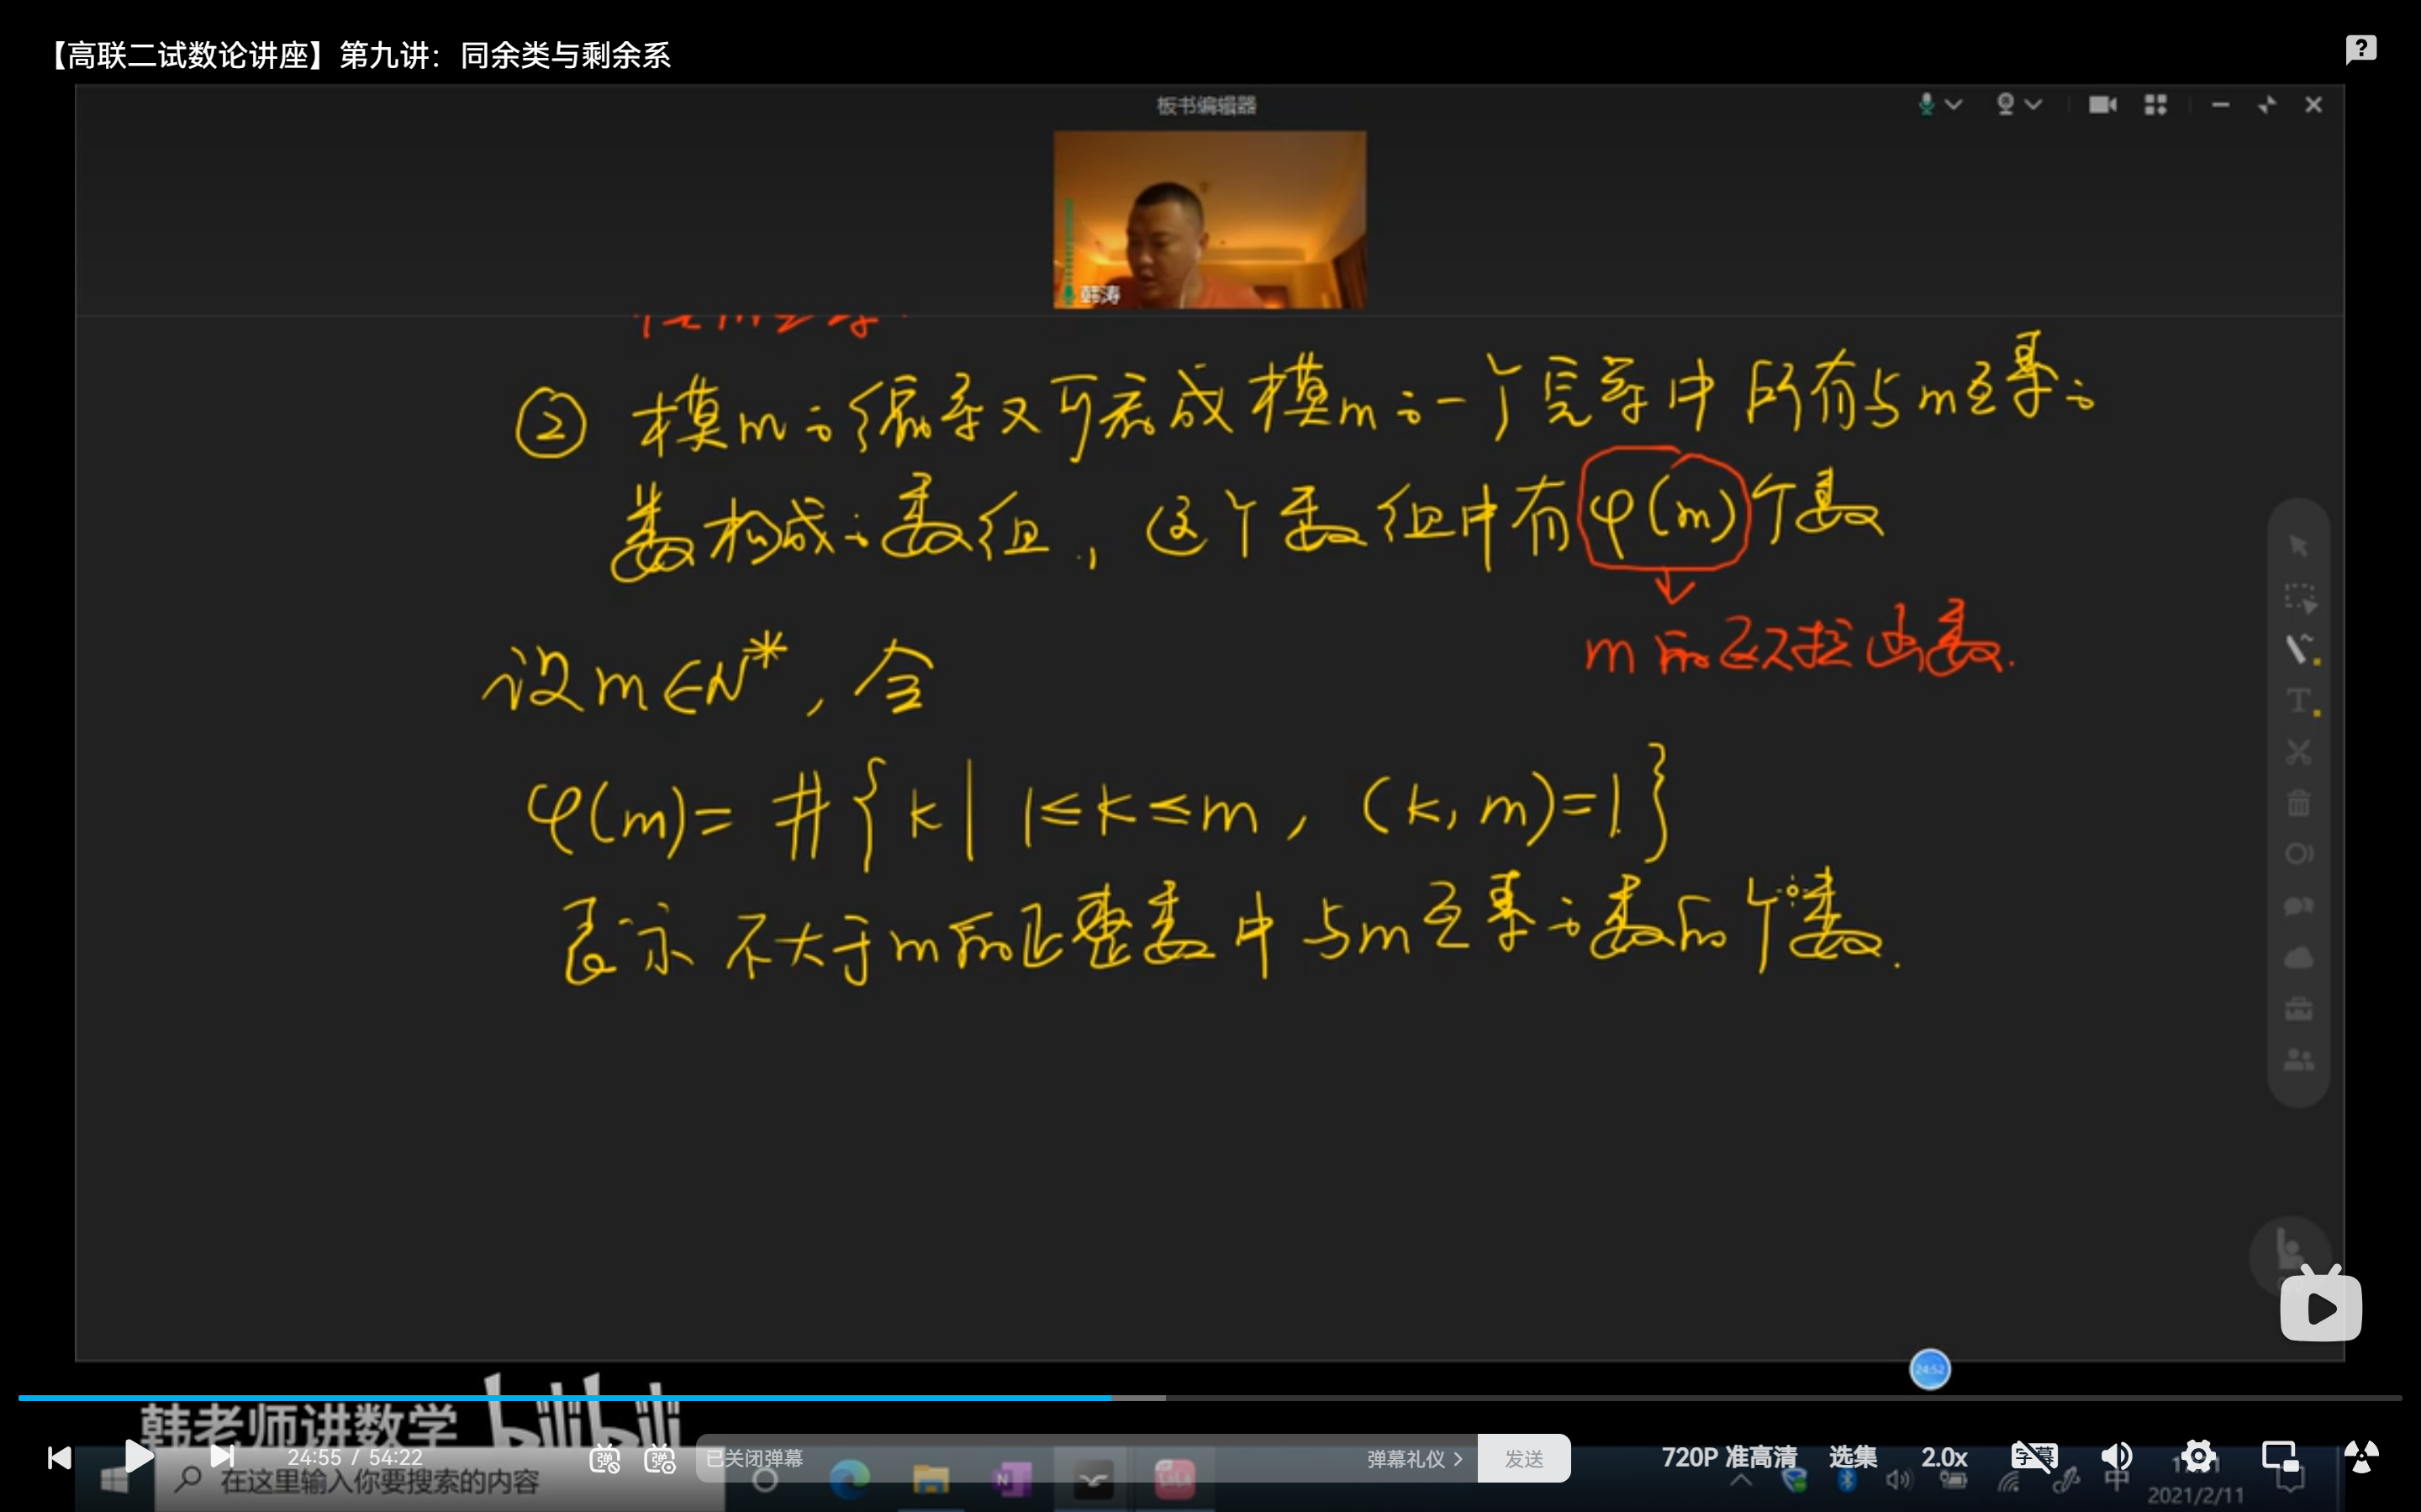 【高联二试数论讲座】第九讲：同余类与剩余系
板书编辑器
韩涛
② 模m的缩系又可表成模m的一个完系中所有与m互素的
数构成的数组，这个数组中有φ(m)个数
m的欧拉函数.
设m∈N*，令
φ(m)= #{k| 1≤k≤m，(k,m)=1}
表示不大于m的正整数中与m互素的数的个数.
24:52
韩老师讲数学 bilibili
24:55 / 54:22
弹
弹
已关闭弹幕
弹幕礼仪 >
发送
720P 准高清
选集
2.0x
字幕
在这里输入你要搜索的内容
中
2021/2/11